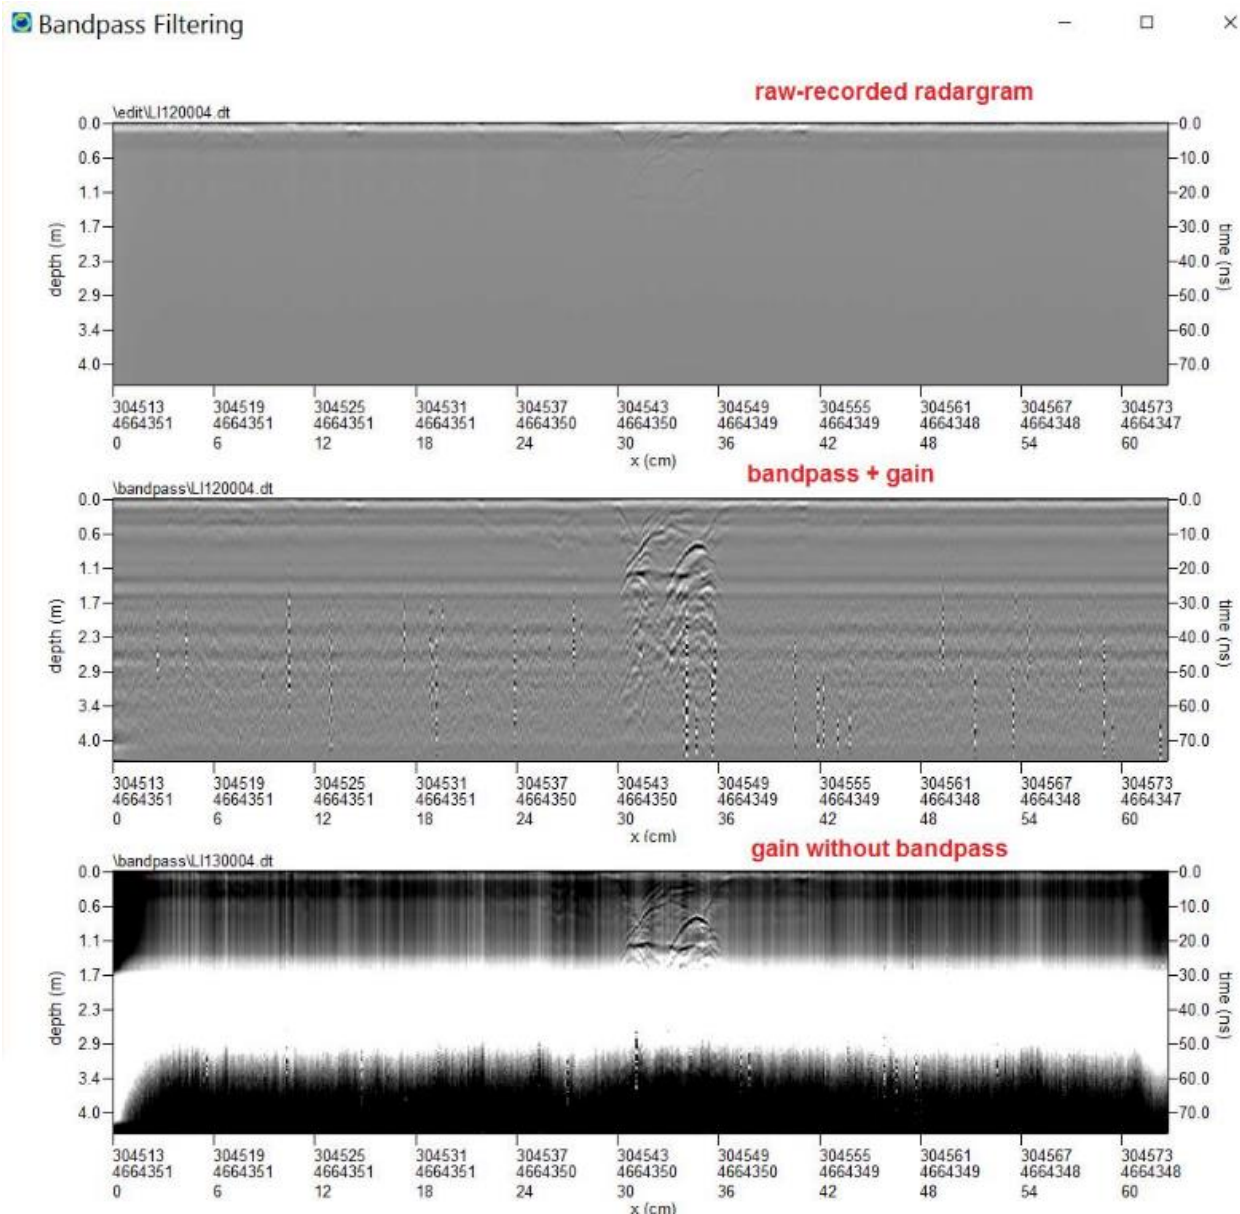 Bandpass Filtering
raw-recorded radargram
\edit\LI120004.dt
0.0 0.6 1.1 1.7 2.3 2.9 3.4 4.0
depth (m)
0.0 10.0 20.0 30.0 40.0 50.0 60.0 70.0
time (ns)
304513 304519 304525 304531 304537 304543 304549 304555 304561 304567 304573
4664351 4664351 4664351 4664351 4664350 4664350 4664349 4664349 4664348 4664348 4664347
0 6 12 18 24 30 36 42 48 54 60
x (cm)
bandpass + gain
\bandpass\LI120004.dt
0.0 0.6 1.1 1.7 2.3 2.9 3.4 4.0
depth (m)
0.0 10.0 20.0 30.0 40.0 50.0 60.0 70.0
time (ns)
304513 304519 304525 304531 304537 304543 304549 304555 304561 304567 304573
4664351 4664351 4664351 4664351 4664350 4664350 4664349 4664349 4664348 4664348 4664347
0 6 12 18 24 30 36 42 48 54 60
x (cm)
gain without bandpass
\bandpass\LI130004.dt
0.0 0.6 1.1 1.7 2.3 2.9 3.4 4.0
depth (m)
0.0 10.0 20.0 30.0 40.0 50.0 60.0 70.0
time (ns)
304513 304519 304525 304531 304537 304543 304549 304555 304561 304567 304573
4664351 4664351 4664351 4664351 4664350 4664350 4664350 4664349 4664349 4664348 4664348
0 6 12 18 24 30 36 42 48 54 60
x (cm)